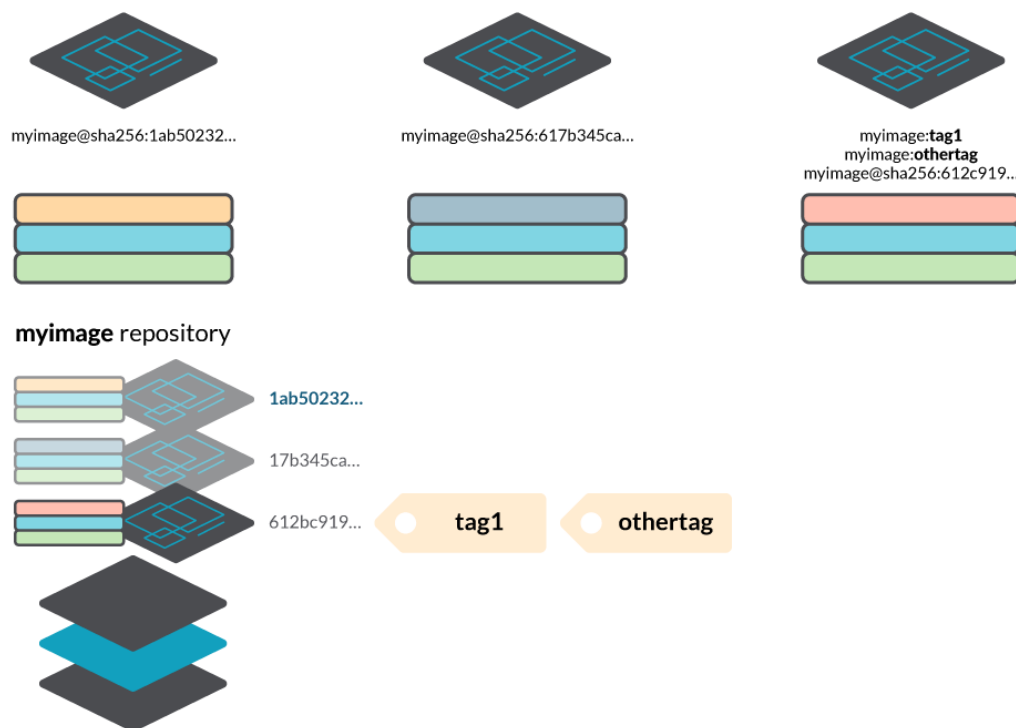 myimage@sha256:1ab50232...
myimage@sha256:617b345ca...
myimage:tag1
myimage:othertag
myimage@sha256:612c919...
myimage repository
1ab50232...
17b345ca...
612bc919...
tag1
othertag